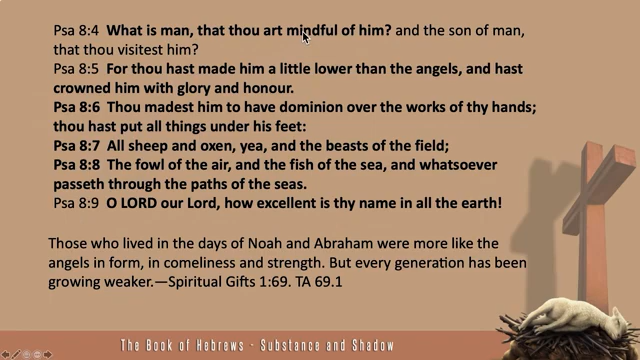 Psa 8:4 What is man, that thou art mindful of him? and the son of man,
that thou visitest him?
Psa 8:5 For thou hast made him a little lower than the angels, and hast
crowned him with glory and honour.
Psa 8:6 Thou madest him to have dominion over the works of thy hands;
thou hast put all things under his feet:
Psa 8:7 All sheep and oxen, yea, and the beasts of the field;
Psa 8:8 The fowl of the air, and the fish of the sea, and whatsoever
passeth through the paths of the seas.
Psa 8:9 O LORD our Lord, how excellent is thy name in all the earth!
Those who lived in the days of Noah and Abraham were more like the
angels in form, in comeliness and strength. But every generation has been
growing weaker.—Spiritual Gifts 1:69. TA 69.1
The Book of Hebrews - Substance and Shadow